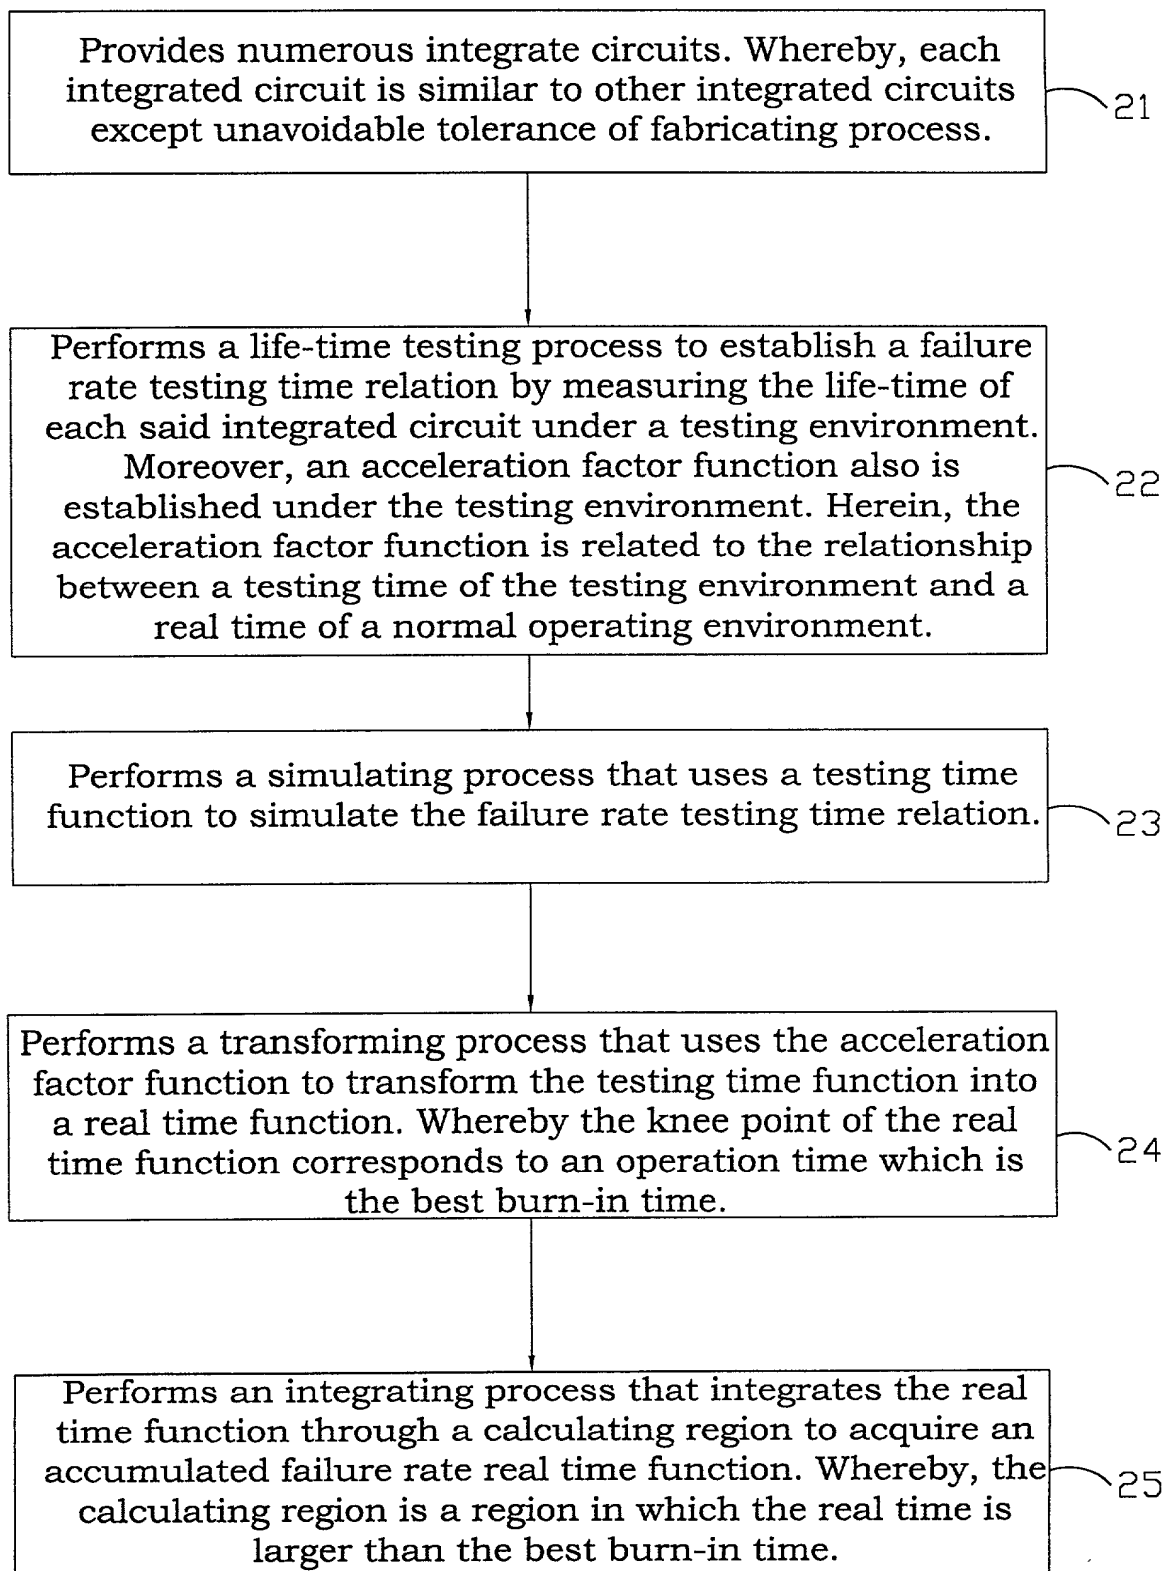 Provides numerous integrate circuits. Whereby, each
integrated circuit is similar to other integrated circuits
except unavoidable tolerance of fabricating process.
21
Performs a life-time testing process to establish a failure
rate testing time relation by measuring the life-time of
each said integrated circuit under a testing environment.
Moreover, an acceleration factor function also is
established under the testing environment. Herein, the
acceleration factor function is related to the relationship
between a testing time of the testing environment and a
real time of a normal operating environment.
22
Performs a simulating process that uses a testing time
function to simulate the failure rate testing time relation.
23
Performs a transforming process that uses the acceleration
factor function to transform the testing time function into
a real time function. Whereby the knee point of the real
time function corresponds to an operation time which is
the best burn-in time.
24
Performs an integrating process that integrates the real
time function through a calculating region to acquire an
accumulated failure rate real time function. Whereby, the
calculating region is a region in which the real time is
larger than the best burn-in time.
25